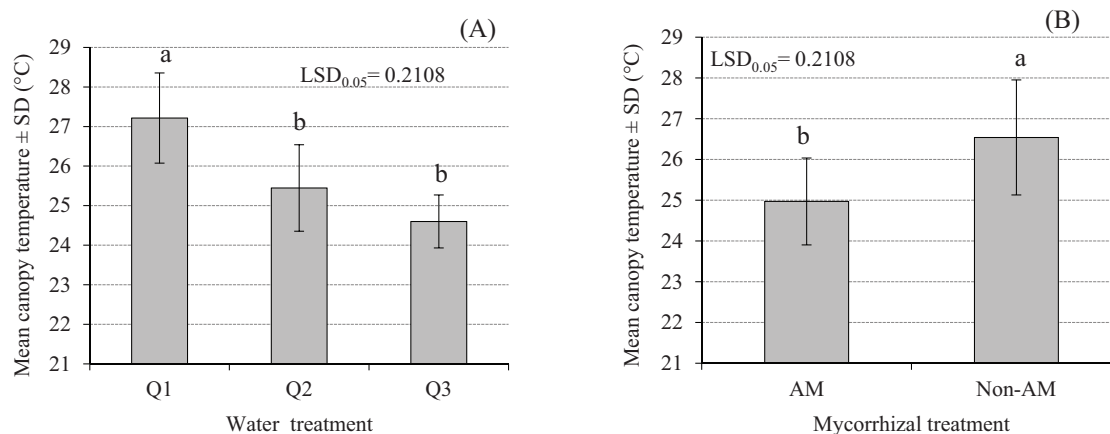 (A)
29
28
27
26
25
24
23
22
21
Mean canopy temperature ± SD (°C)
a
b
b
LSD0.05= 0.2108
Q1 Q2 Q3
Water treatment
(B)
29
28
27
26
25
24
23
22
21
Mean canopy temperature ± SD (°C)
LSD0.05= 0.2108
b
a
AM Non-AM
Mycorrhizal treatment